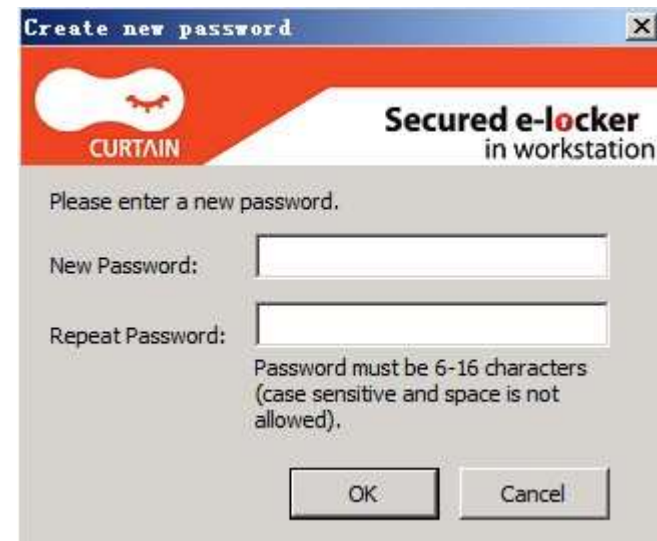 Create new password
CURTAIN
Secured e-locker
in workstation
Please enter a new password.
New Password:
Repeat Password:
Password must be 6-16 characters
(case sensitive and space is not
allowed).
OK
Cancel